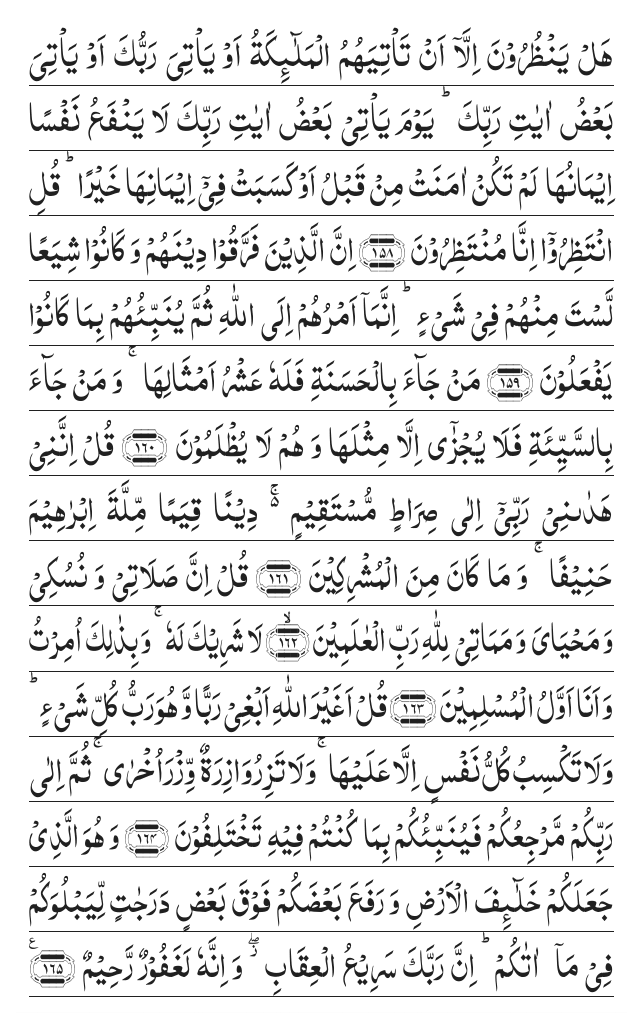 هَلْ يَنْظُرُوْنَ اِلَّاۤ اَنْ تَاْتِيَهُمُ الْمَلٰٓىِٕكَةُ اَوْ يَاْتِيَ رَبُّكَ اَوْ يَاْتِيَ
بَعْضُ اٰيٰتِ رَبِّكَ ؕ يَوْمَ يَاْتِيْ بَعْضُ اٰيٰتِ رَبِّكَ لَا يَنْفَعُ نَفْسًا
اِيْمَانُهَا لَمْ تَكُنْ اٰمَنَتْ مِنْ قَبْلُ اَوْ كَسَبَتْ فِيْۤ اِيْمَانِهَا خَيْرًا ؕ قُلِ
انْتَظِرُوْۤا اِنَّا مُنْتَظِرُوْنَ ﴿۱۵۸﴾ اِنَّ الَّذِيْنَ فَرَّقُوْا دِيْنَهُمْ وَ كَانُوْا شِيَعًا
لَّسْتَ مِنْهُمْ فِيْ شَيْءٍ ؕ اِنَّمَاۤ اَمْرُهُمْ اِلَى اللّٰهِ ثُمَّ يُنَبِّئُهُمْ بِمَا كَانُوْا
يَفْعَلُوْنَ ﴿۱۵۹﴾ مَنْ جَآءَ بِالْحَسَنَةِ فَلَهٗ عَشْرُ اَمْثَالِهَا ۚ وَ مَنْ جَآءَ
بِالسَّيِّئَةِ فَلَا يُجْزٰۤى اِلَّا مِثْلَهَا وَ هُمْ لَا يُظْلَمُوْنَ ﴿۱۶۰﴾ قُلْ اِنَّنِيْ
هَدٰىنِيْ رَبِّيْۤ اِلٰى صِرَاطٍ مُّسْتَقِيْمٍ ۛۚ دِيْنًا قِيَمًا مِّلَّةَ اِبْرٰهِيْمَ
حَنِيْفًا ۚ وَ مَا كَانَ مِنَ الْمُشْرِكِيْنَ ﴿۱۶۱﴾ قُلْ اِنَّ صَلَاتِيْ وَ نُسُكِيْ
وَ مَحْيَايَ وَ مَمَاتِيْ لِلّٰهِ رَبِّ الْعٰلَمِيْنَ ﴿۱۶۲﴾ۙ لَا شَرِيْكَ لَهٗ ۚ وَ بِذٰلِكَ اُمِرْتُ
وَ اَنَا اَوَّلُ الْمُسْلِمِيْنَ ﴿۱۶۳﴾ قُلْ اَغَيْرَ اللّٰهِ اَبْغِيْ رَبًّا وَّ هُوَ رَبُّ كُلِّ شَيْءٍ ؕ
وَ لَا تَكْسِبُ كُلُّ نَفْسٍ اِلَّا عَلَيْهَا ۚ وَ لَا تَزِرُ وَازِرَةٌ وِّزْرَ اُخْرٰى ۚ ثُمَّ اِلٰى
رَبِّكُمْ مَّرْجِعُكُمْ فَيُنَبِّئُكُمْ بِمَا كُنْتُمْ فِيْهِ تَخْتَلِفُوْنَ ﴿۱۶۴﴾ وَ هُوَ الَّذِيْ
جَعَلَكُمْ خَلٰٓىِٕفَ الْاَرْضِ وَ رَفَعَ بَعْضَكُمْ فَوْقَ بَعْضٍ دَرَجٰتٍ لِّيَبْلُوَكُمْ
فِيْ مَاۤ اٰتٰىكُمْ ؕ اِنَّ رَبَّكَ سَرِيْعُ الْعِقَابِ ۖؗ وَ اِنَّهٗ لَغَفُوْرٌ رَّحِيْمٌ ﴿۱۶۵﴾ ع